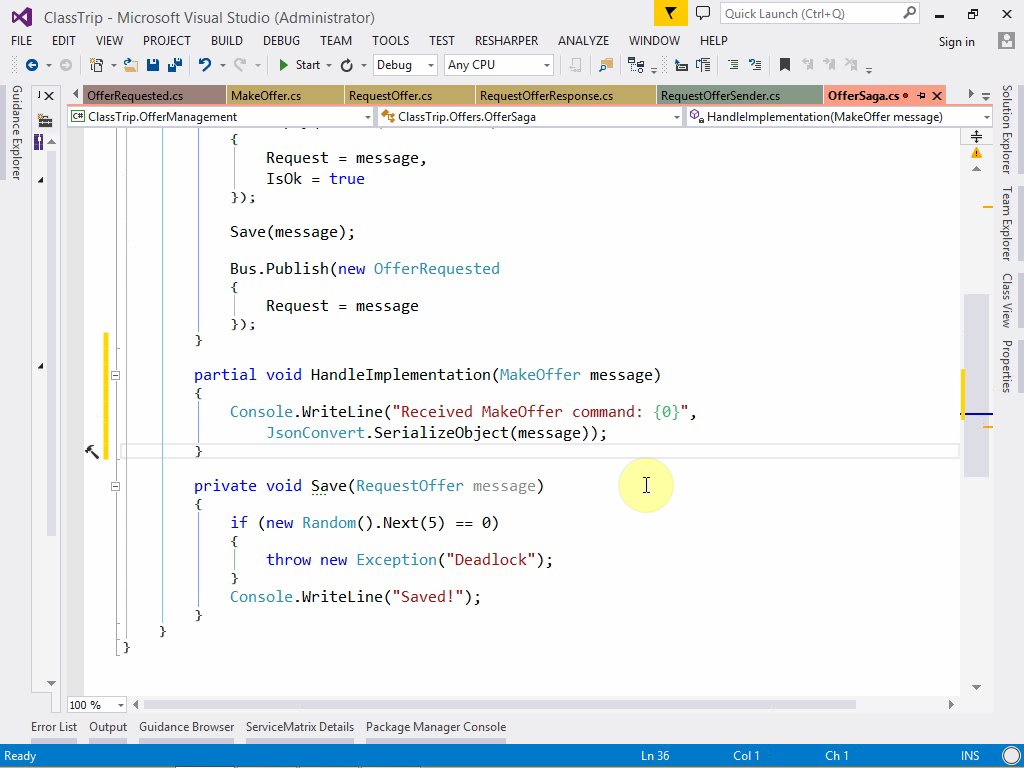 ClassTrip - Microsoft Visual Studio (Administrator)
Quick Launch (Ctrl+Q)
FILE EDIT VIEW PROJECT BUILD DEBUG TEAM TOOLS TEST RESHARPER ANALYZE WINDOW HELP
Sign in
Start Debug Any CPU
Guidance Explorer
OfferRequested.cs MakeOffer.cs RequestOffer.cs RequestOfferResponse.cs RequestOfferSender.cs OfferSaga.cs
ClassTrip.OfferManagement ClassTrip.Offers.OfferSaga HandleImplementation(MakeOffer message)
{
Request = message,
IsOk = true
});
Save(message);
Bus.Publish(new OfferRequested
{
Request = message
});
}
partial void HandleImplementation(MakeOffer message)
{
Console.WriteLine("Received MakeOffer command: {0}",
JsonConvert.SerializeObject(message));
}
private void Save(RequestOffer message)
{
if (new Random().Next(5) == 0)
{
throw new Exception("Deadlock");
}
Console.WriteLine("Saved!");
}
}
}
Solution Explorer
Team Explorer
Class View
Properties
100 %
Error List Output Guidance Browser ServiceMatrix Details Package Manager Console
Ready Ln 36 Col 1 Ch 1 INS